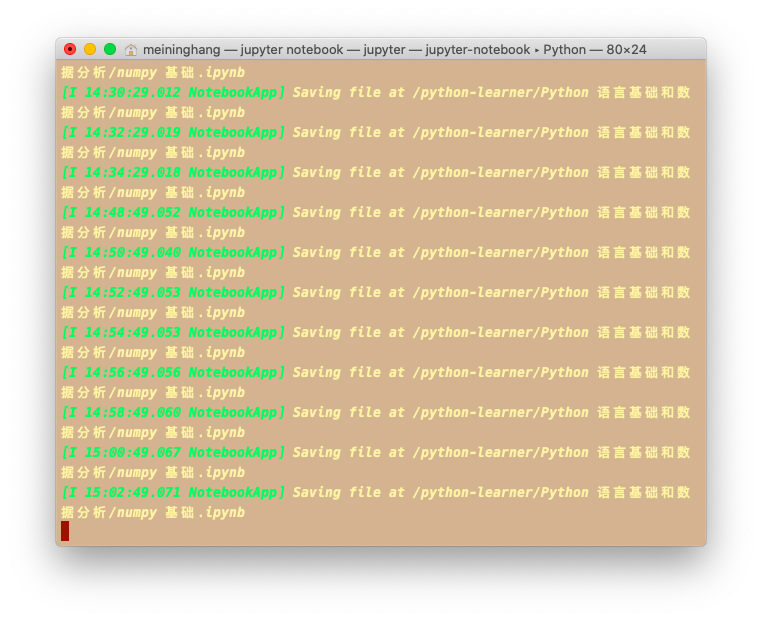 meininghang — jupyter notebook — jupyter — jupyter-notebook ▸ Python — 80×24
据分析/numpy 基础.ipynb
[I 14:30:29.012 NotebookApp] Saving file at /python-learner/Python 语言基础和数
据分析/numpy 基础.ipynb
[I 14:32:29.019 NotebookApp] Saving file at /python-learner/Python 语言基础和数
据分析/numpy 基础.ipynb
[I 14:34:29.018 NotebookApp] Saving file at /python-learner/Python 语言基础和数
据分析/numpy 基础.ipynb
[I 14:48:49.052 NotebookApp] Saving file at /python-learner/Python 语言基础和数
据分析/numpy 基础.ipynb
[I 14:50:49.040 NotebookApp] Saving file at /python-learner/Python 语言基础和数
据分析/numpy 基础.ipynb
[I 14:52:49.053 NotebookApp] Saving file at /python-learner/Python 语言基础和数
据分析/numpy 基础.ipynb
[I 14:54:49.053 NotebookApp] Saving file at /python-learner/Python 语言基础和数
据分析/numpy 基础.ipynb
[I 14:56:49.056 NotebookApp] Saving file at /python-learner/Python 语言基础和数
据分析/numpy 基础.ipynb
[I 14:58:49.060 NotebookApp] Saving file at /python-learner/Python 语言基础和数
据分析/numpy 基础.ipynb
[I 15:00:49.067 NotebookApp] Saving file at /python-learner/Python 语言基础和数
据分析/numpy 基础.ipynb
[I 15:02:49.071 NotebookApp] Saving file at /python-learner/Python 语言基础和数
据分析/numpy 基础.ipynb